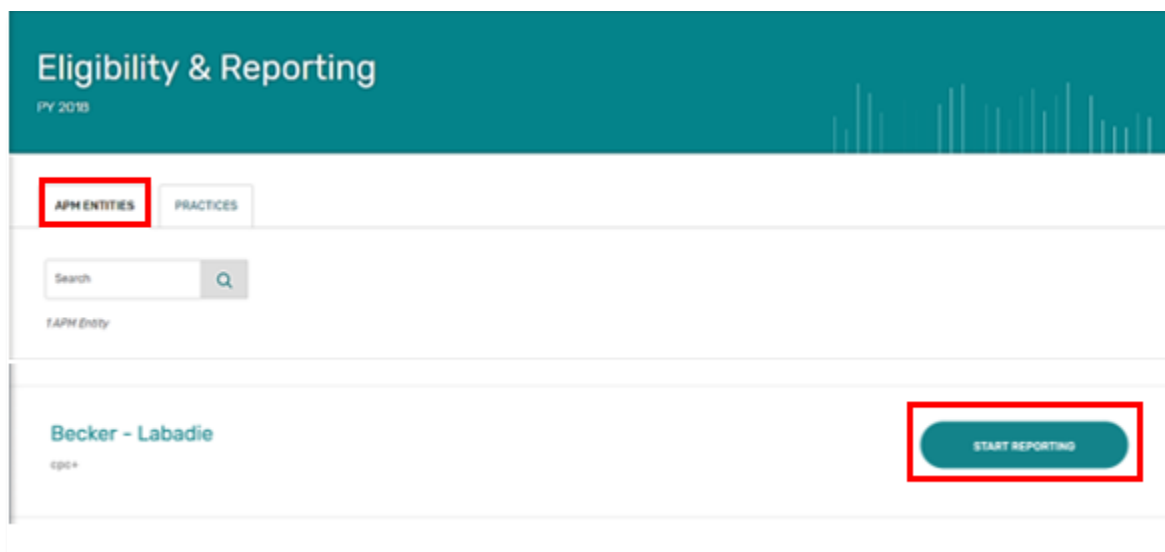 Eligibility & Reporting
PY 2018
APM ENTITIES
PRACTICES
Search
1 APM Entity
Becker - Labadie
cpc+
START REPORTING